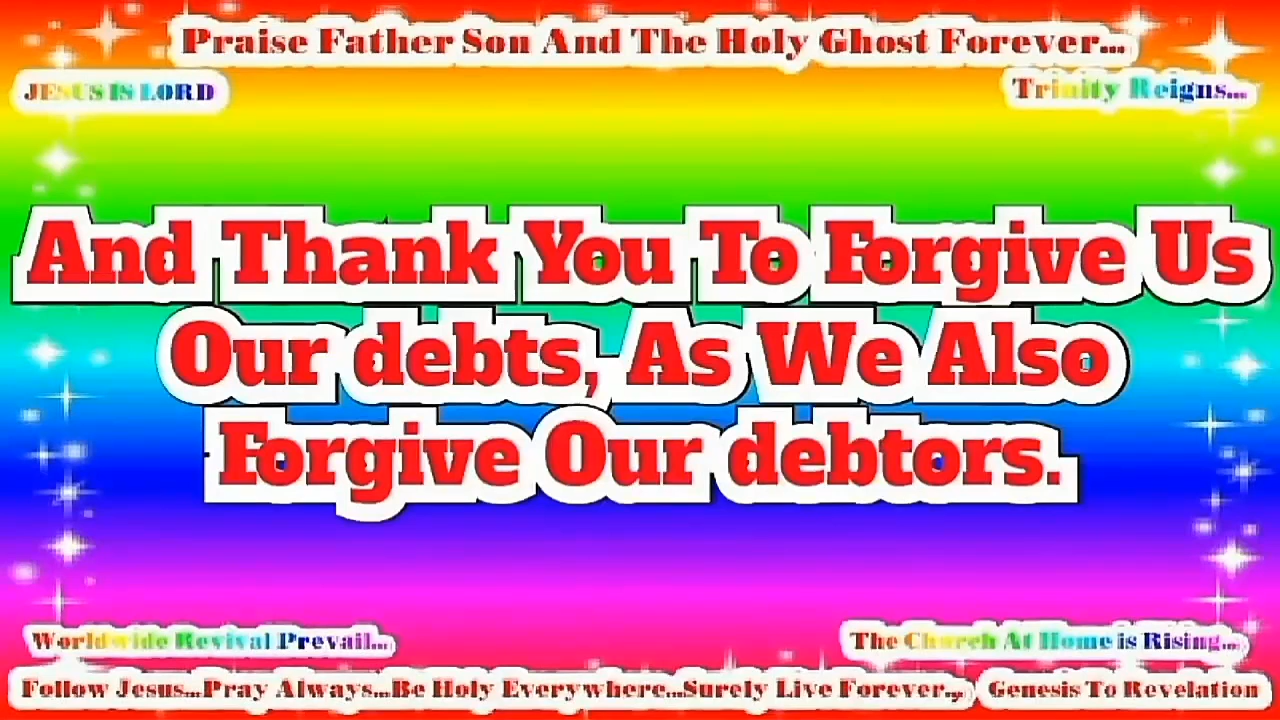 Praise Father Son And The Holy Ghost Forever...
JESUS IS LORD
Trinity Reigns...
And Thank You To Forgive Us
Our debts, As We Also
Forgive Our debtors.
Worldwide Revival Prevail...
The Church At Home is Rising...
Follow Jesus...Pray Always...Be Holy Everywhere...Surely Live Forever...,
Genesis To Revelation